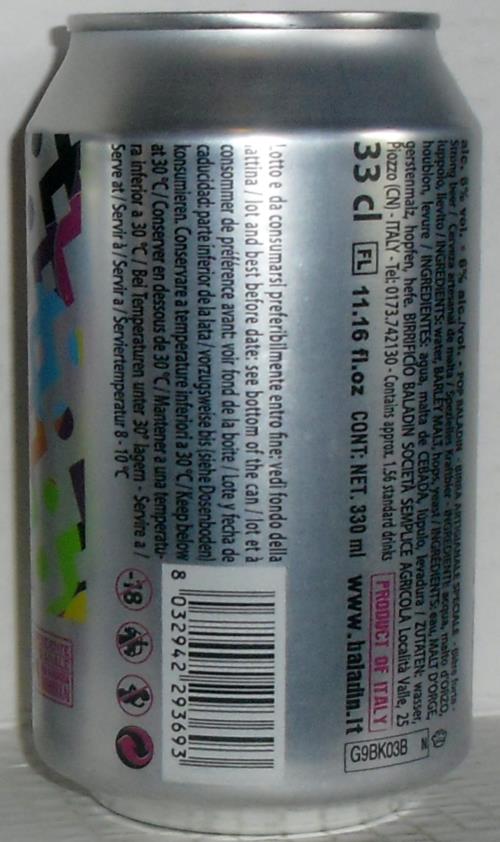 alc. 8% vol. - 8% alc./vol. - POP BALADIN - BIRRA ARTIGIANALE SPECIALE - Bière forte -
Strong beer / Cerveza artesanal de malta / Spezielles Kraftbier - INGREDIENTI: acqua, malto d'ORZO,
luppolo, lievito / INGREDIENTS: water, BARLEY MALT, hops, yeast / INGRÉDIENTS: eau, MALT D'ORGE,
houblon, levure / INGREDIENTES: agua, malta de CEBADA, lúpulo, levadura / ZUTATEN: wasser,
gerstenmalz, hopfen, hefe. BIRRIFICIO BALADIN SOCIETÀ SEMPLICE AGRICOLA Località Valle, 25
Piozzo (CN) - ITALY - Tel: 0173.742130 - Contains approx. 1.56 standard drinks
PRODUCT OF ITALY
33 cl FL 11.16 fl.oz CONT. NET. 330 ml www.baladin.it
G9BK03B N
Lotto e da consumarsi preferibilmente entro fine: vedi fondo della
lattina / lot and best before date: see bottom of the can / lot et à
consommer de préférence avant: voir fond de la boîte / Lote y fecha de
caducidad: parte inferior de la lata / vorzugsweise bis (siehe Dosenboden)
konsumieren. Conservare a temperature inferiori a 30 °C / Keep below
at 30 °C / Conserver en dessous de 30 °C / Mantener a una temperatu-
ra inferior a 30 °C / Bei Temperaturen unter 30° lagern - Servire a /
Serve at / Servir à / Servir a / Serviertemperatur 8 - 10 °C
8 032942 293693
-18